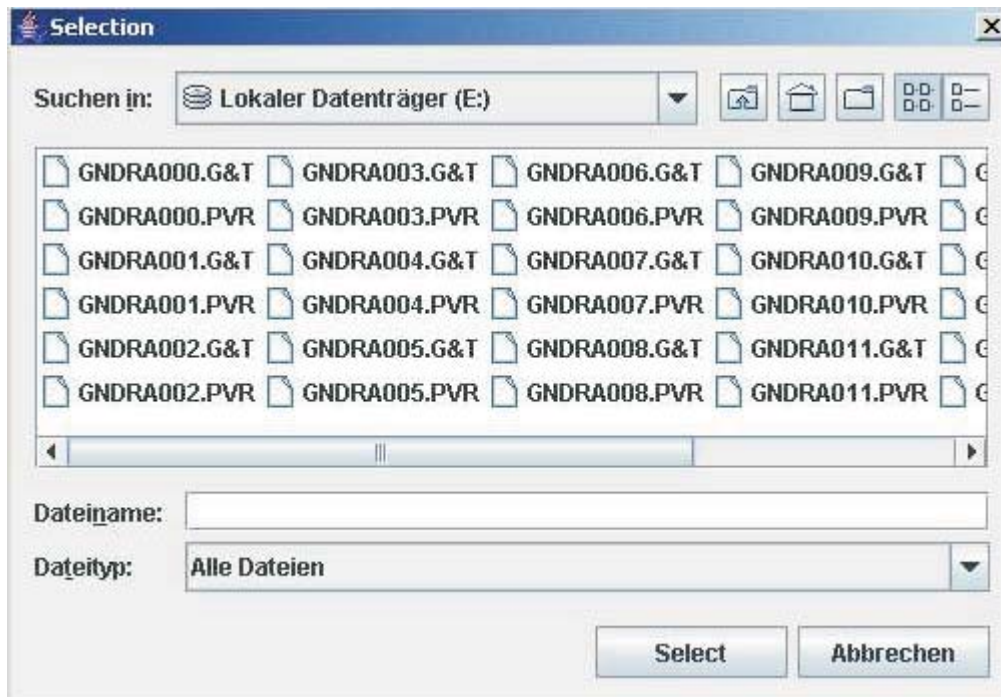 Selection
Suchen in: Lokaler Datenträger (E:)
GNDRA000.G&T GNDRA003.G&T GNDRA006.G&T GNDRA009.G&T
GNDRA000.PVR GNDRA003.PVR GNDRA006.PVR GNDRA009.PVR
GNDRA001.G&T GNDRA004.G&T GNDRA007.G&T GNDRA010.G&T
GNDRA001.PVR GNDRA004.PVR GNDRA007.PVR GNDRA010.PVR
GNDRA002.G&T GNDRA005.G&T GNDRA008.G&T GNDRA011.G&T
GNDRA002.PVR GNDRA005.PVR GNDRA008.PVR GNDRA011.PVR
Dateiname:
Dateityp: Alle Dateien
Select Abbrechen